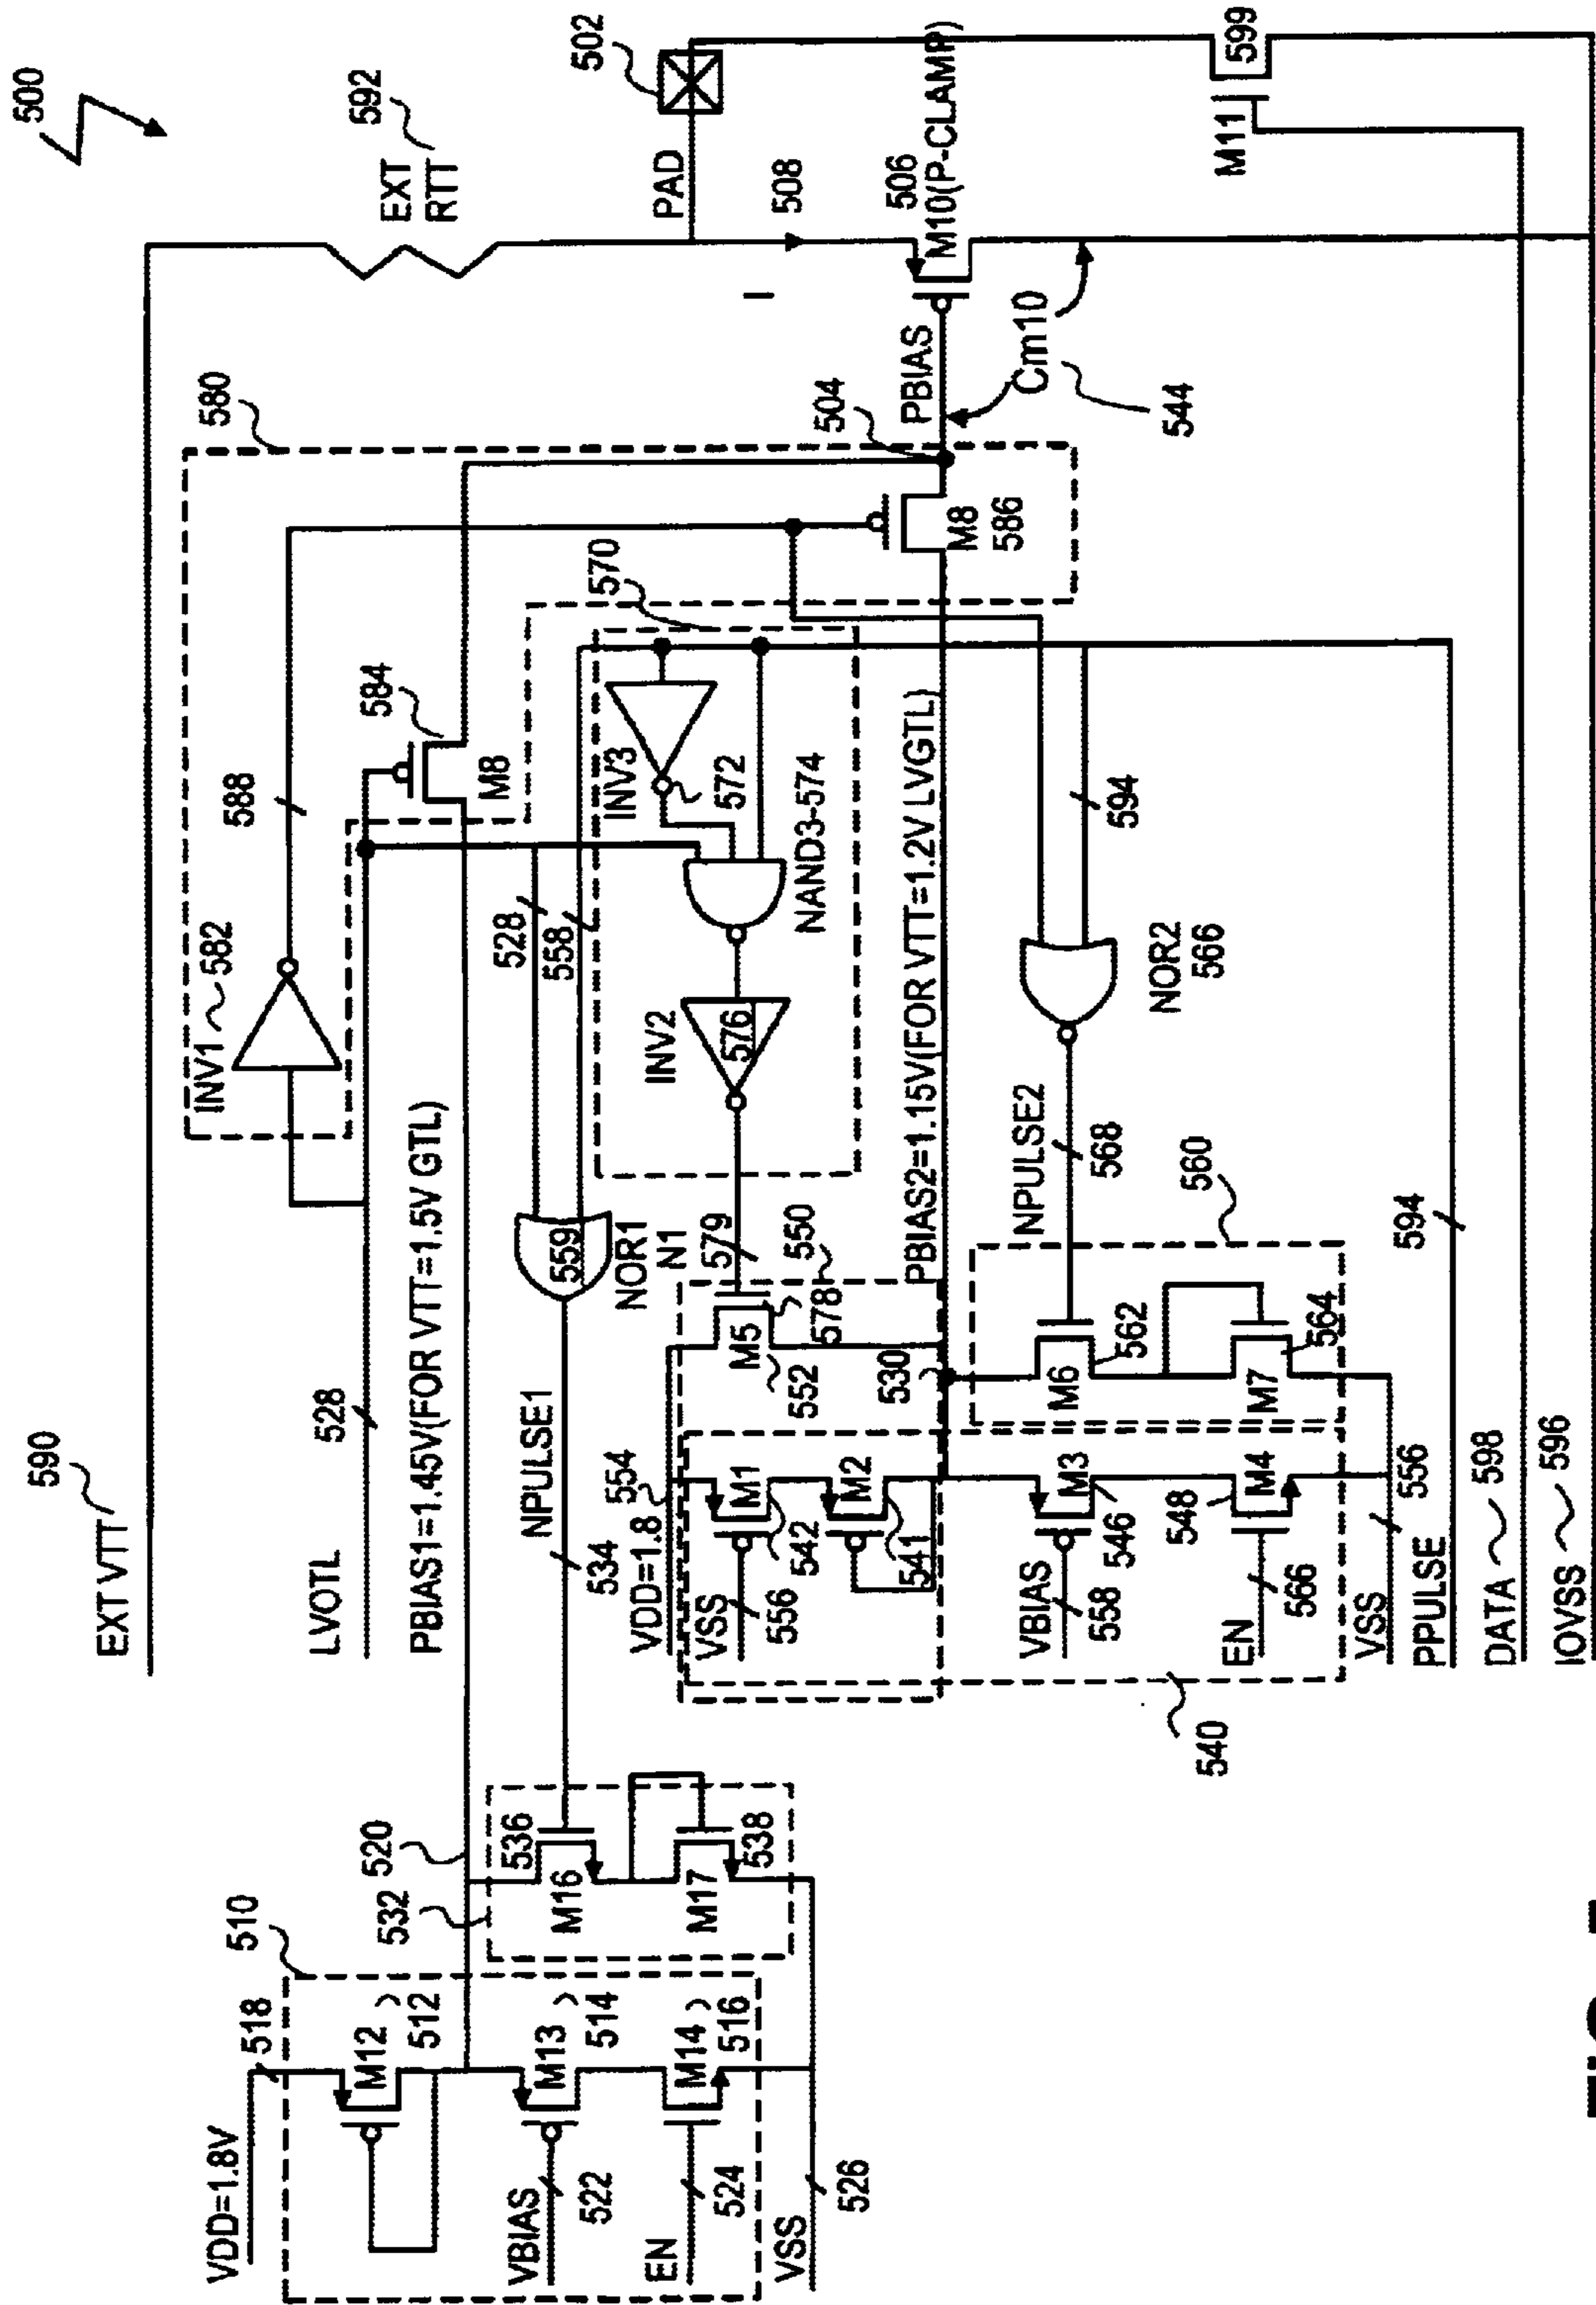 500
EXT VTT 590
EXT
RTT
592
502
PAD
508
506
M10(P-CLAMP)
PBIAS
504
Cm10
544
M11
599
580
INV1 582
588
584
M8
M8
586
LVOTL
528
PBIAS1=1.45V(FOR VTT=1.5V GTL)
570
INV3
572
NAND3-574
INV2
576
528
558
559
NOR1
N1
579
NPULSE1
534
550
PBIAS2=1.15V(FOR VTT=1.2V LVGTL)
594
NOR2
566
NPULSE2
568
560
M5
578
552
530
M6
562
M7
564
554
VDD=1.8
VSS
556
M1
542
M2
541
VBIAS
558
M3
546
EN
566
M4
548
VSS
556
540
PPULSE
594
DATA 598
IOVSS 596
510
VDD=1.8V
518
M12
512
520
532
536
M16
M17
538
VBIAS
522
M13
514
EN
524
M14
516
VSS
526